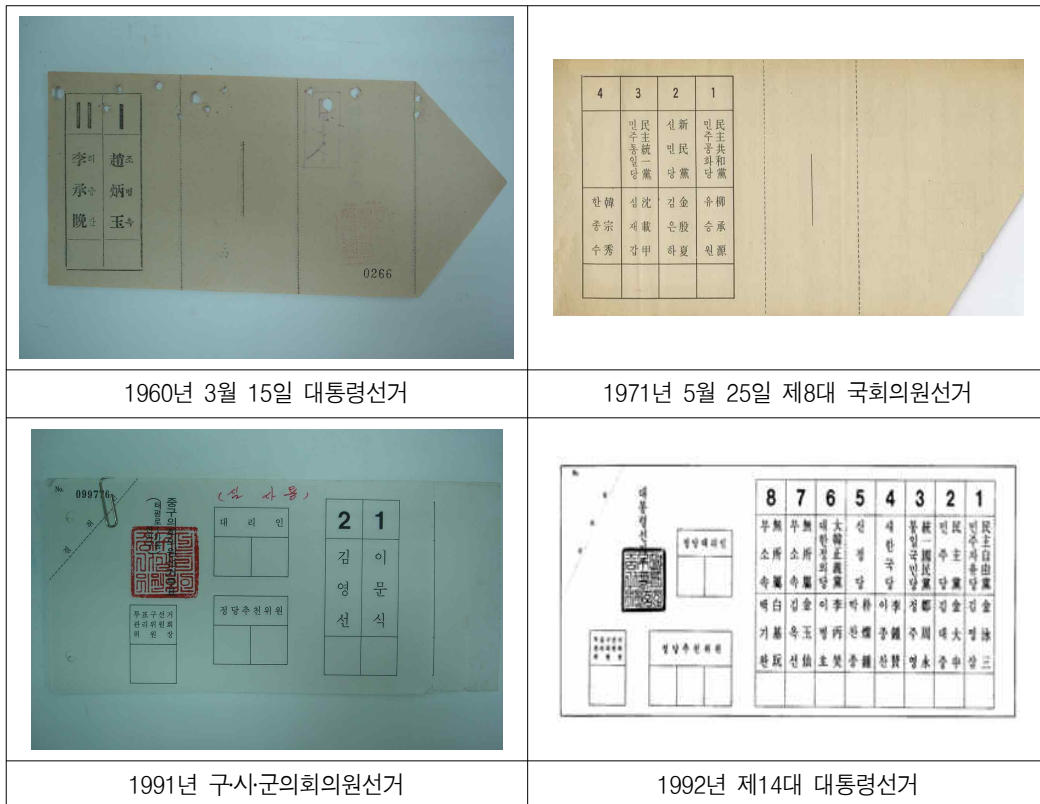 趙炳玉
조병옥
李承晩
리승만
0266
1960년 3월 15일 대통령선거
1
民主共和黨
민주공화당
柳承源
유승원
2
新民黨
신민당
金殷夏
김은하
3
民主統一黨
민주통일당
沈載甲
심재갑
4
韓宗秀
한종수
1971년 5월 25일 제8대 국회의원선거
No. 099776
(심 사 용)
대 리 인
정당추천위원
투표구선거
관리위원회
위 원 장
1
이문식
2
김영선
1991년 구·시·군의회의원선거
No.
대통령선거
정당대리인
정당추천위원
1
民主自由黨
민주자유당
金泳三
김영삼
2
民主黨
민주당
金大中
김대중
3
統一國民黨
통일국민당
鄭周永
정주영
4
새한국당
李鍾贊
이종찬
5
신정당
朴燦鍾
박찬종
6
大韓正義黨
대한정의당
이병호
7
無所屬
무소속
金玉仙
김옥선
8
無所屬
무소속
白基玩
백기완
1992년 제14대 대통령선거